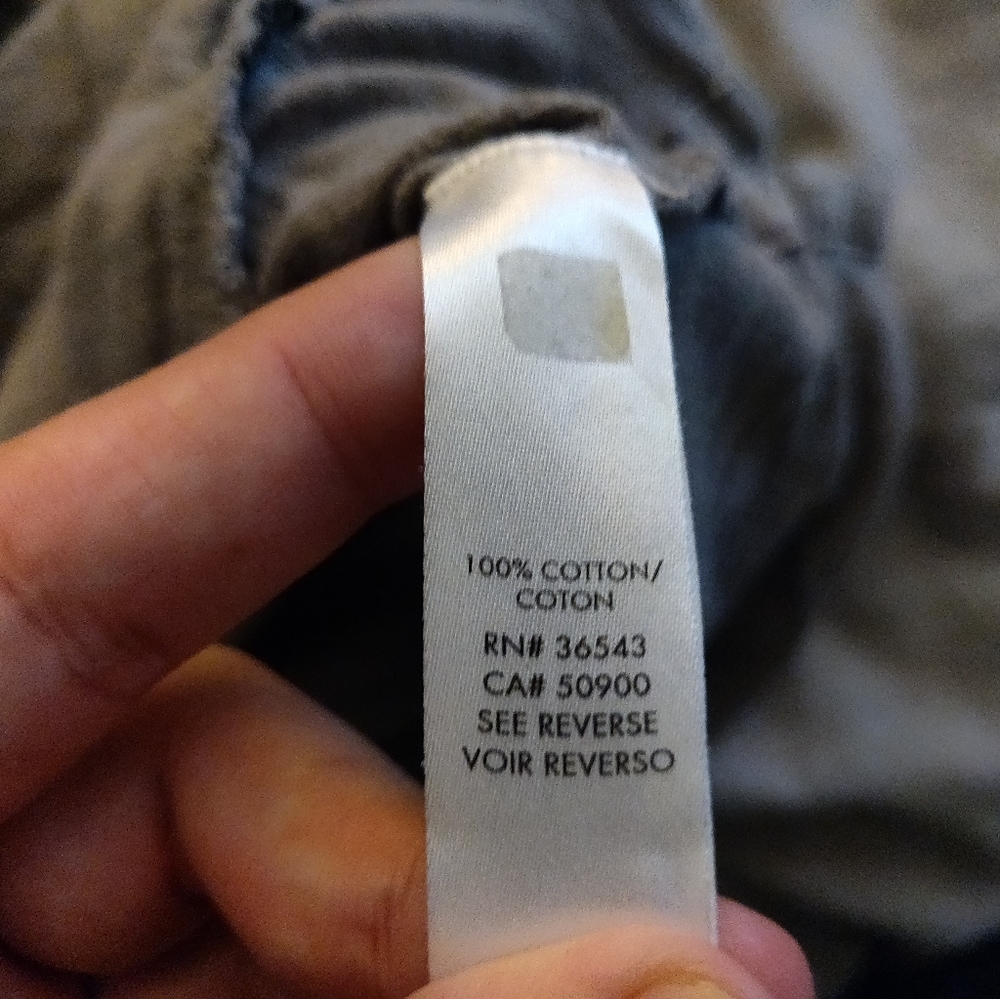 100% COTTON/
COTON
RN# 36543
CA# 50900
SEE REVERSE
VOIR REVERSO